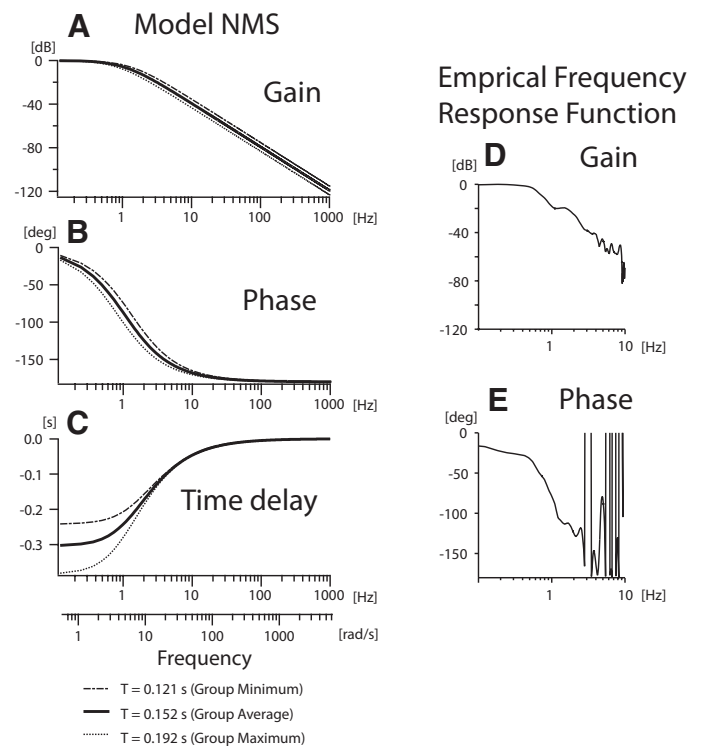 A
Model NMS
[dB]
Gain
0
-40
-80
-120
1
10
100
1000
[Hz]
B
[deg]
Phase
0
-50
-100
-150
1
10
100
1000
[Hz]
C
[s]
Time delay
0.0
-0.1
-0.2
-0.3
1
10
100
1000
[Hz]
1
10
100
1000
[rad/s]
Frequency
T = 0.121 s (Group Minimum)
T = 0.152 s (Group Average)
T = 0.192 s (Group Maximum)
Emprical Frequency
Response Function
D
Gain
[dB]
0
-40
-80
-120
1
10
[Hz]
E
Phase
[deg]
0
-50
-100
-150
1
10
[Hz]